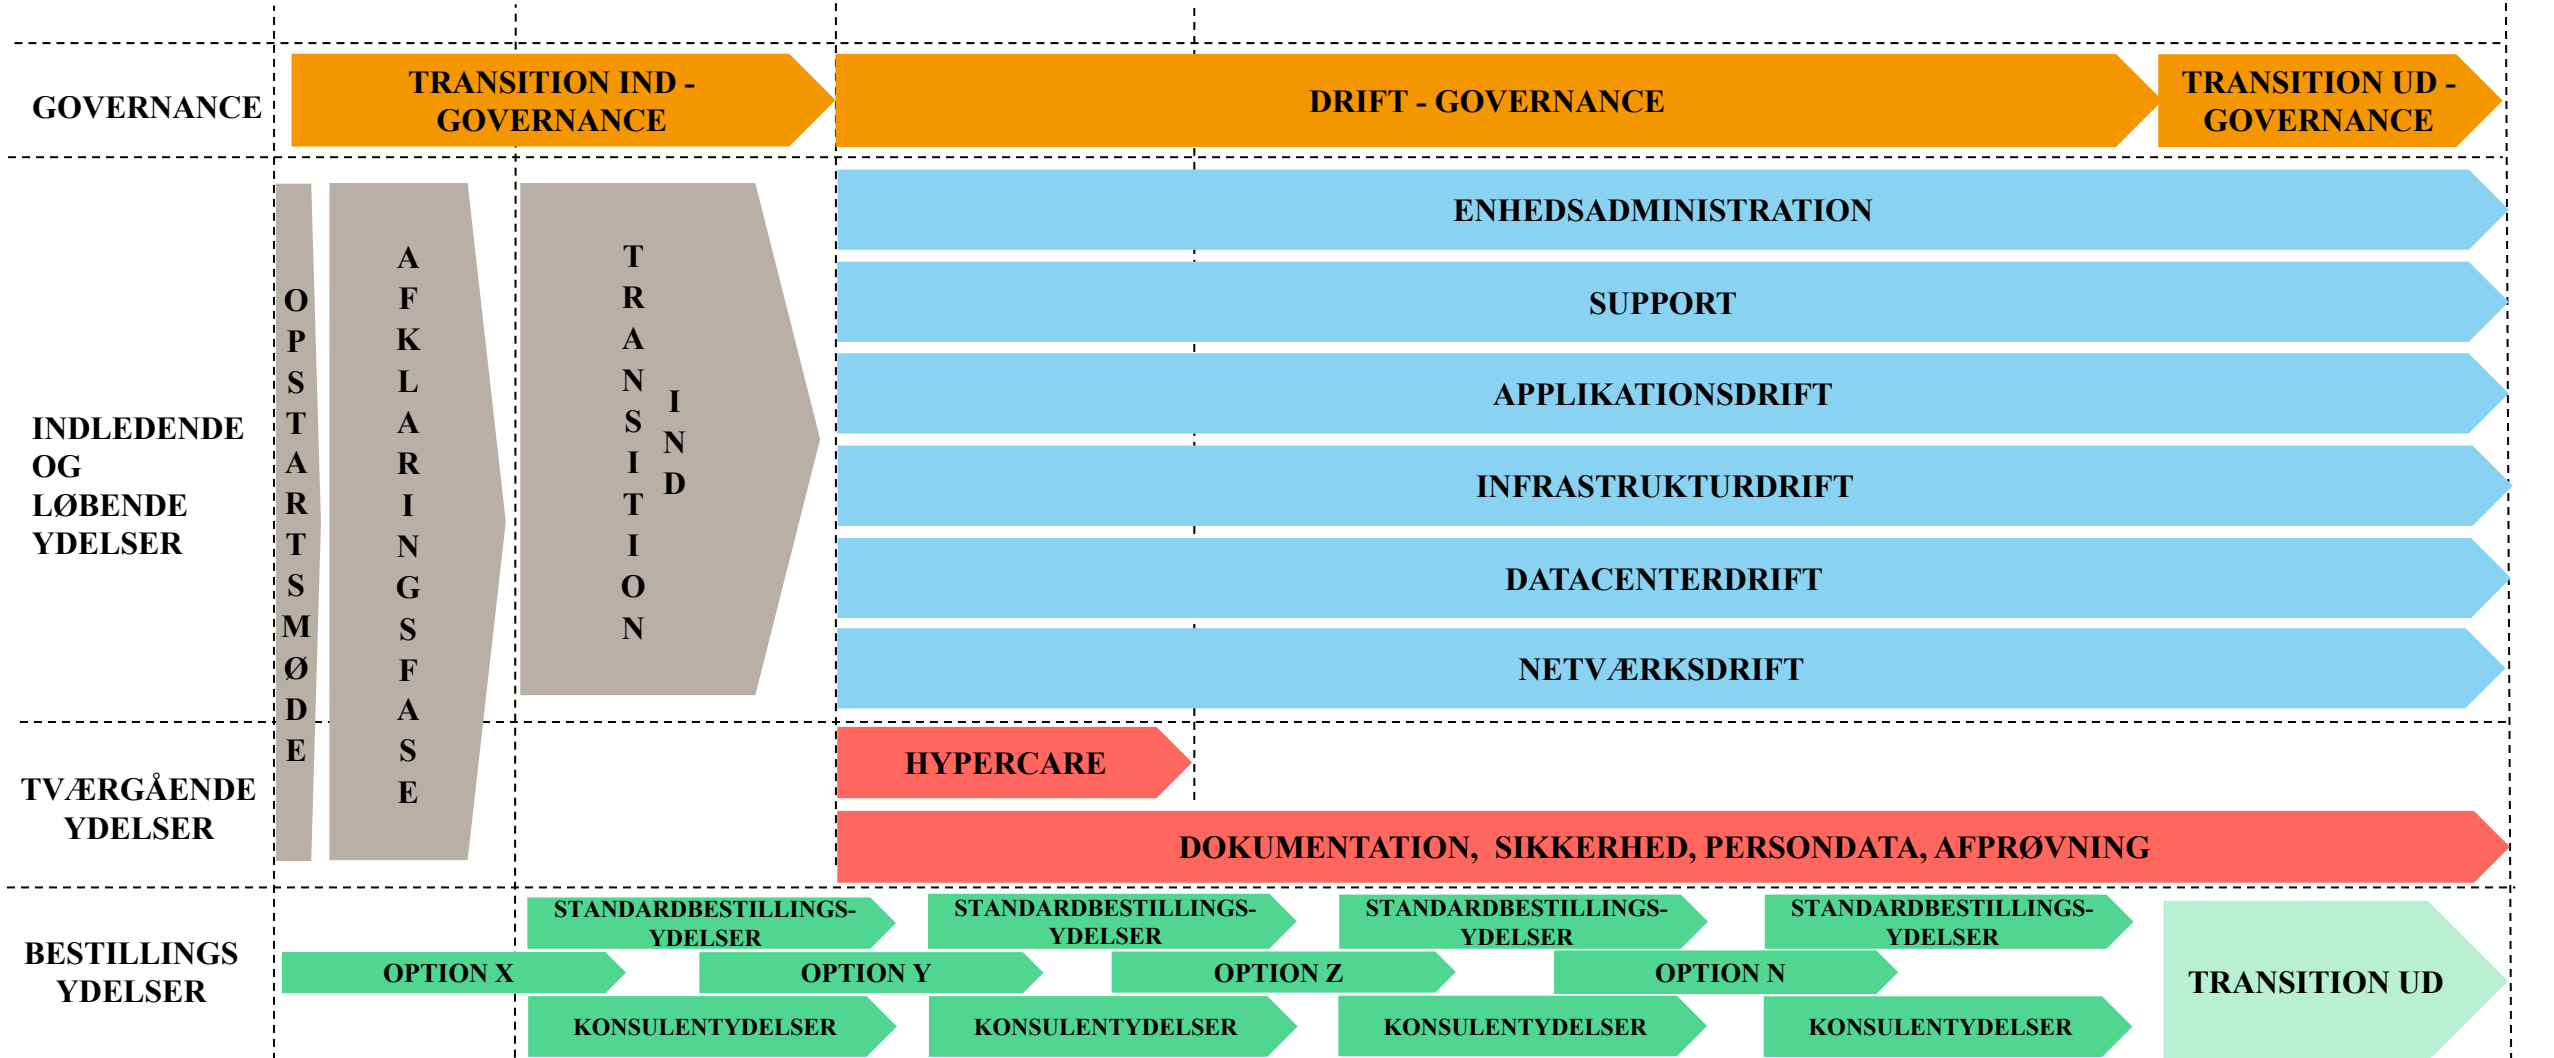 GOVERNANCE
TRANSITION IND -
GOVERNANCE
DRIFT - GOVERNANCE
TRANSITION UD -
GOVERNANCE
INDLEDENDE
OG
LØBENDE
YDELSER
OPSTARTSMØDE
AFKLARINGSFASE
TRANSITION
IND
ENHEDSADMINISTRATION
SUPPORT
APPLIKATIONSDRIFT
INFRASTRUKTURDRIFT
DATACENTERDRIFT
NETVÆRKSDRIFT
TVÆRGÅENDE
YDELSER
HYPERCARE
DOKUMENTATION, SIKKERHED, PERSONDATA, AFPRØVNING
BESTILLINGS
YDELSER
STANDARDBESTILLINGS-
YDELSER
STANDARDBESTILLINGS-
YDELSER
STANDARDBESTILLINGS-
YDELSER
STANDARDBESTILLINGS-
YDELSER
OPTION X
OPTION Y
OPTION Z
OPTION N
KONSULENTYDELSER
KONSULENTYDELSER
KONSULENTYDELSER
KONSULENTYDELSER
TRANSITION UD